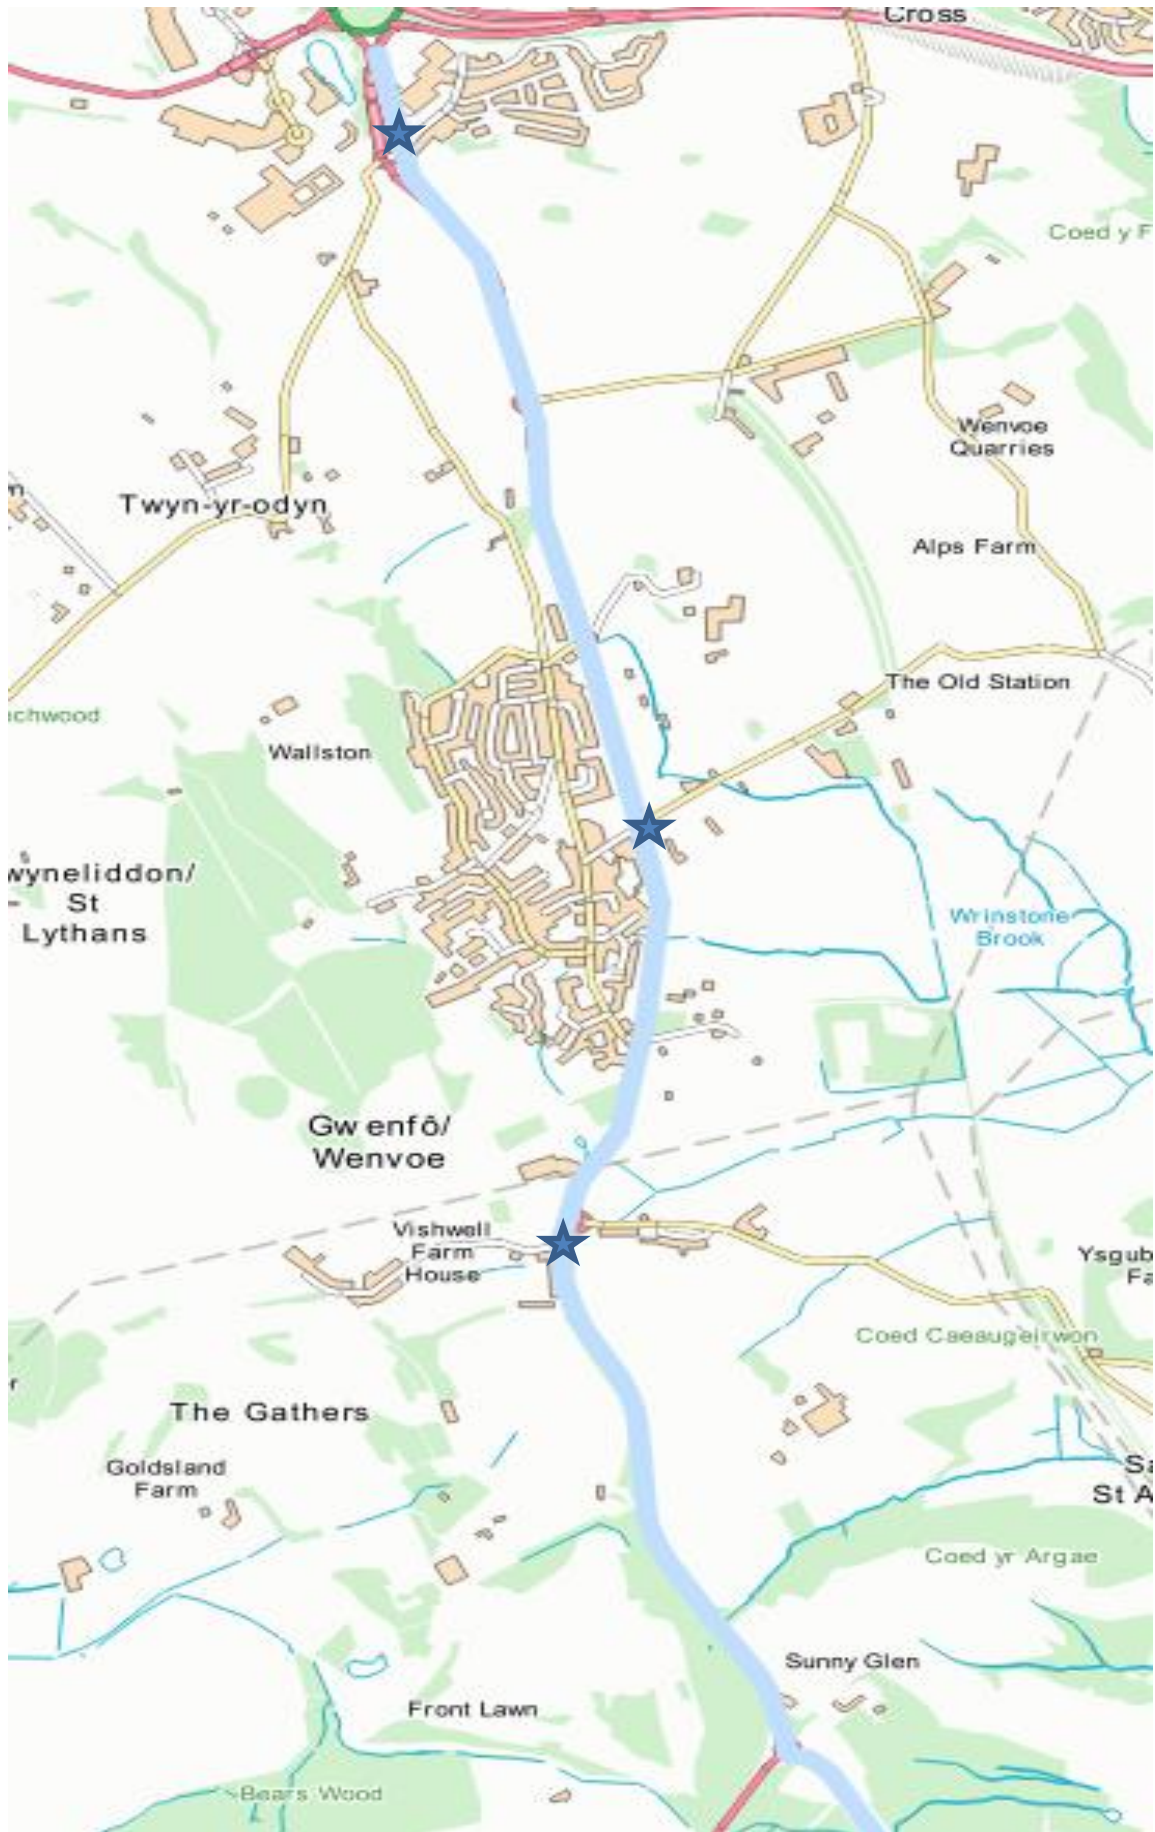 Cross
Coed y F
Wenvoe
Quarries
Twyn-yr-odyn
Alps Farm
The Old Station
chwood
Wallston
wyneliddon/
St
Lythans
Wrinstone
Brook
Gwenfô/
Wenvoe
Vishwell
Farm
House
Ysgub
Fa
Coed Caeaugeirwon
The Gathers
Goldsland
Farm
Sa
St A
Coed yr Argae
Sunny Glen
Front Lawn
Bears Wood